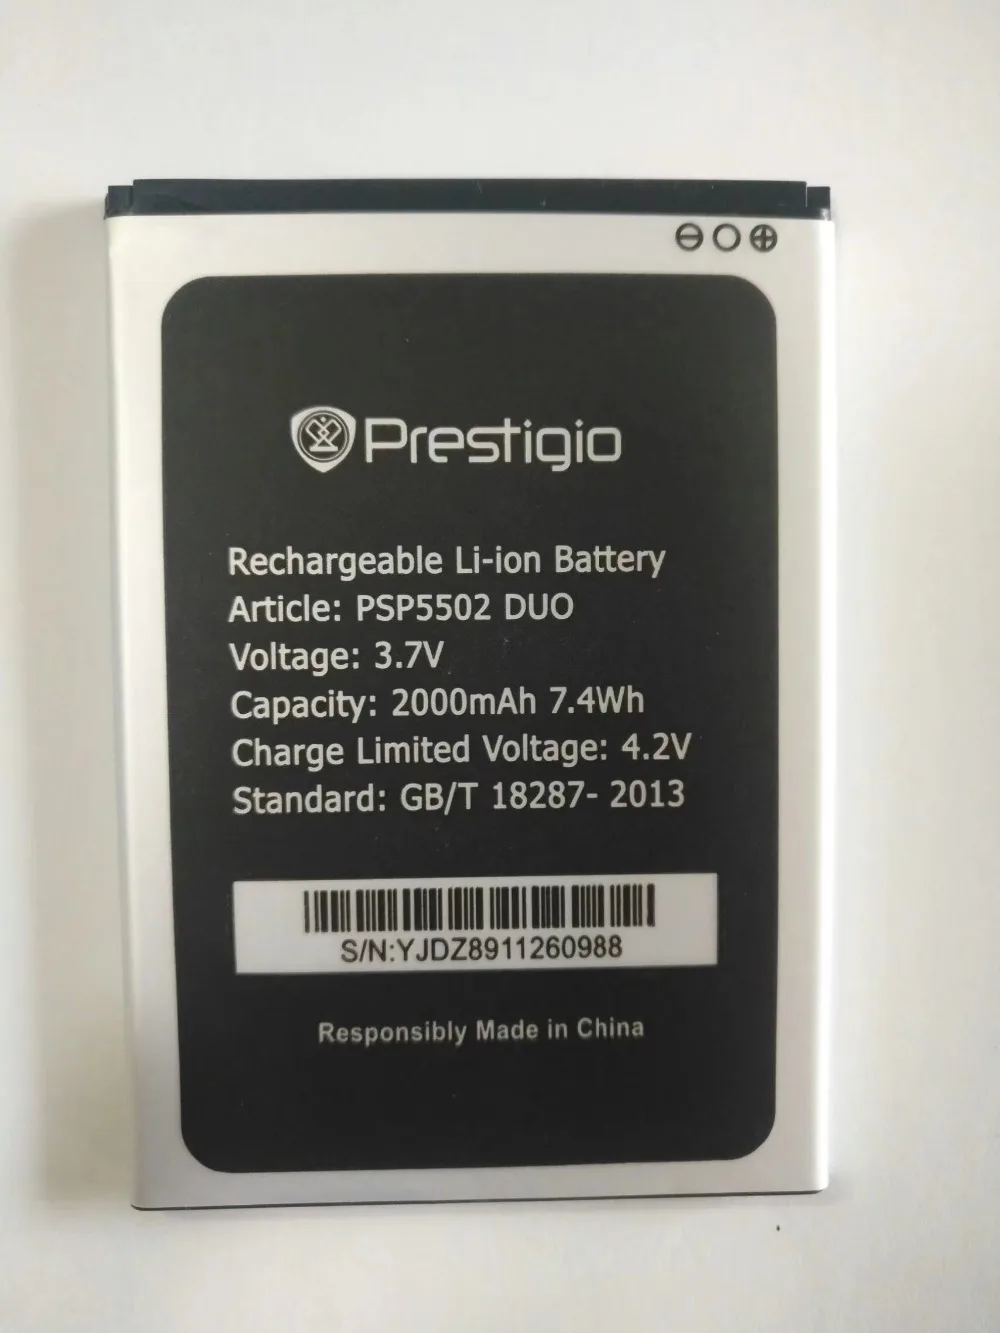 Prestigio
Rechargeable Li-ion Battery
Article: PSP5502 DUO
Voltage: 3.7V
Capacity: 2000mAh 7.4Wh
Charge Limited Voltage: 4.2V
Standard: GB/T 18287- 2013
S/N:YJDZ8911260988
Responsibly Made in China